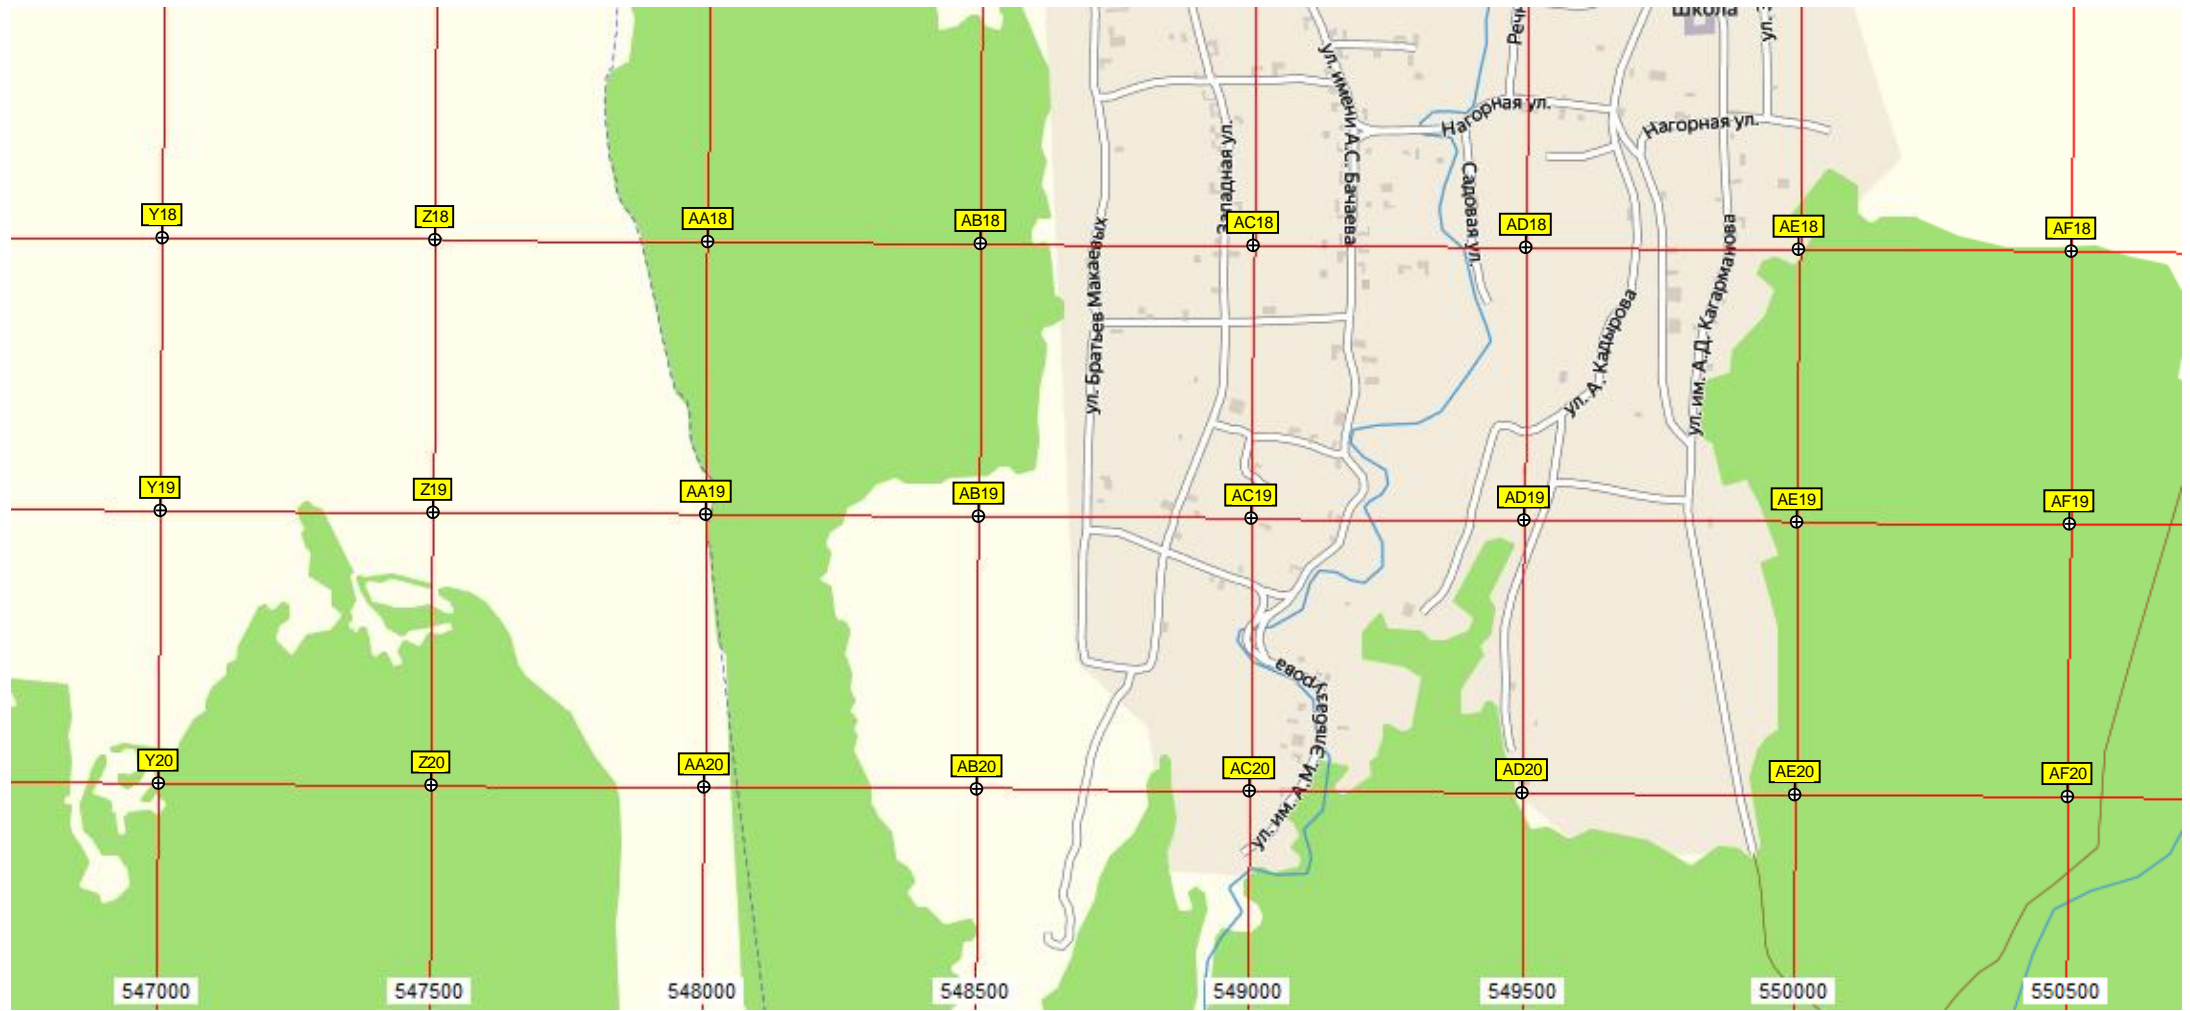 Школа
Речн
ул.
ул. имени А.С. Бачаева
Нагорная ул.
Нагорная ул.
Западная ул.
Садовая ул.
ул. Братьев Макаевых
ул. им. А.Д. Кагарманова
ул. А. Кадырова
Y18
Z18
AA18
AB18
AC18
AD18
AE18
AF18
Y19
Z19
AA19
AB19
AC19
AD19
AE19
AF19
ул. им. А.М. Эльбазурова
Y20
Z20
AA20
AB20
AC20
AD20
AE20
AF20
547000
547500
548000
548500
549000
549500
550000
550500